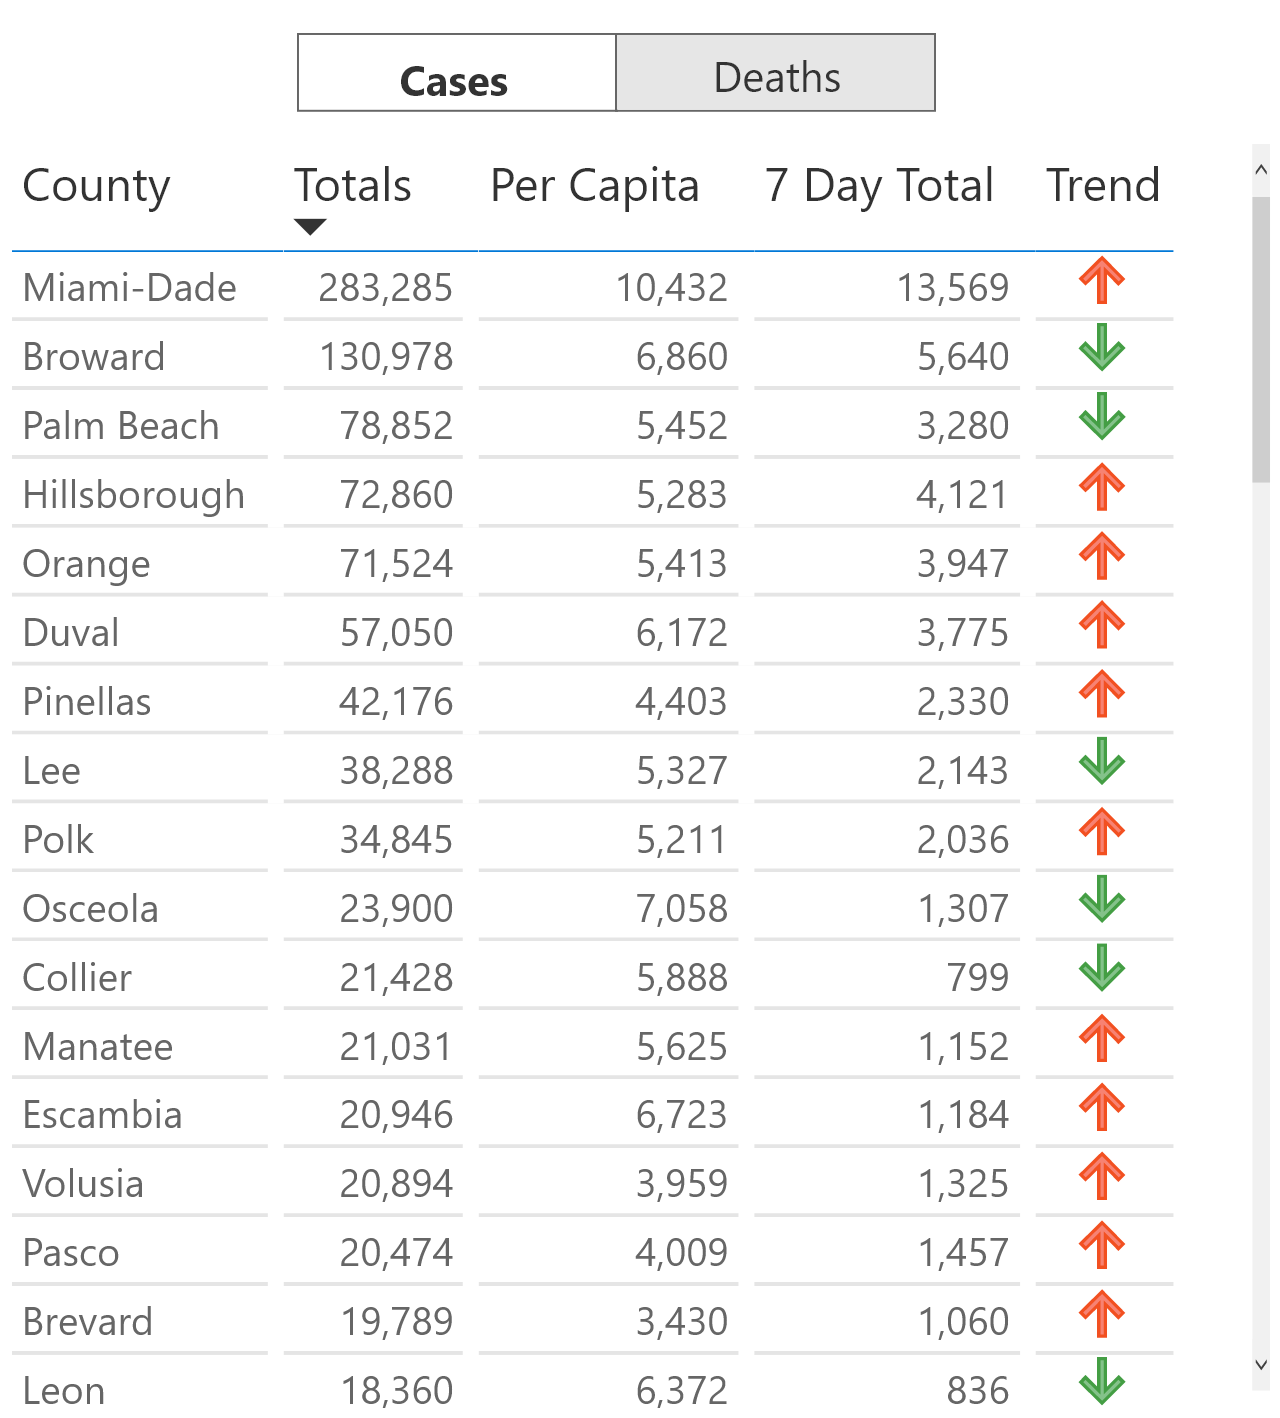 Cases Deaths
County Totals Per Capita 7 Day Total Trend
Miami-Dade 283,285 10,432 13,569
Broward 130,978 6,860 5,640
Palm Beach 78,852 5,452 3,280
Hillsborough 72,860 5,283 4,121
Orange 71,524 5,413 3,947
Duval 57,050 6,172 3,775
Pinellas 42,176 4,403 2,330
Lee 38,288 5,327 2,143
Polk 34,845 5,211 2,036
Osceola 23,900 7,058 1,307
Collier 21,428 5,888 799
Manatee 21,031 5,625 1,152
Escambia 20,946 6,723 1,184
Volusia 20,894 3,959 1,325
Pasco 20,474 4,009 1,457
Brevard 19,789 3,430 1,060
Leon 18,360 6,372 836